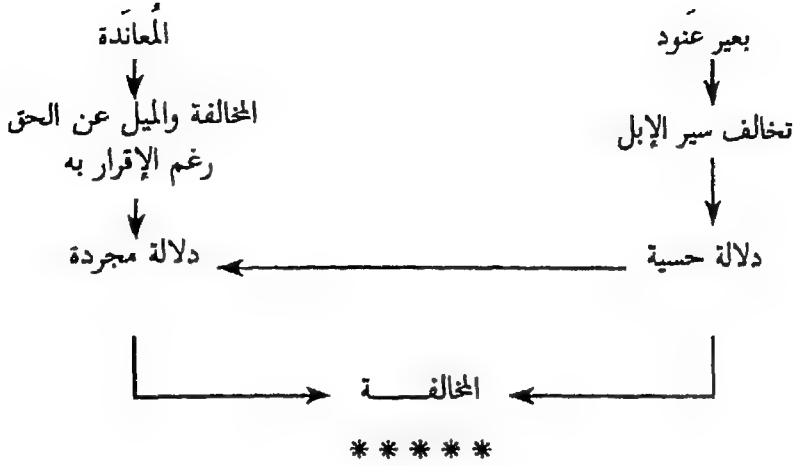 بعير عَنود
المُعانَدة
تخالف سير الإبل
المخالفة والميل عن الحق
رغم الإقرار به
دلالة حسية
دلالة مجردة
المخالفـــــة
*****